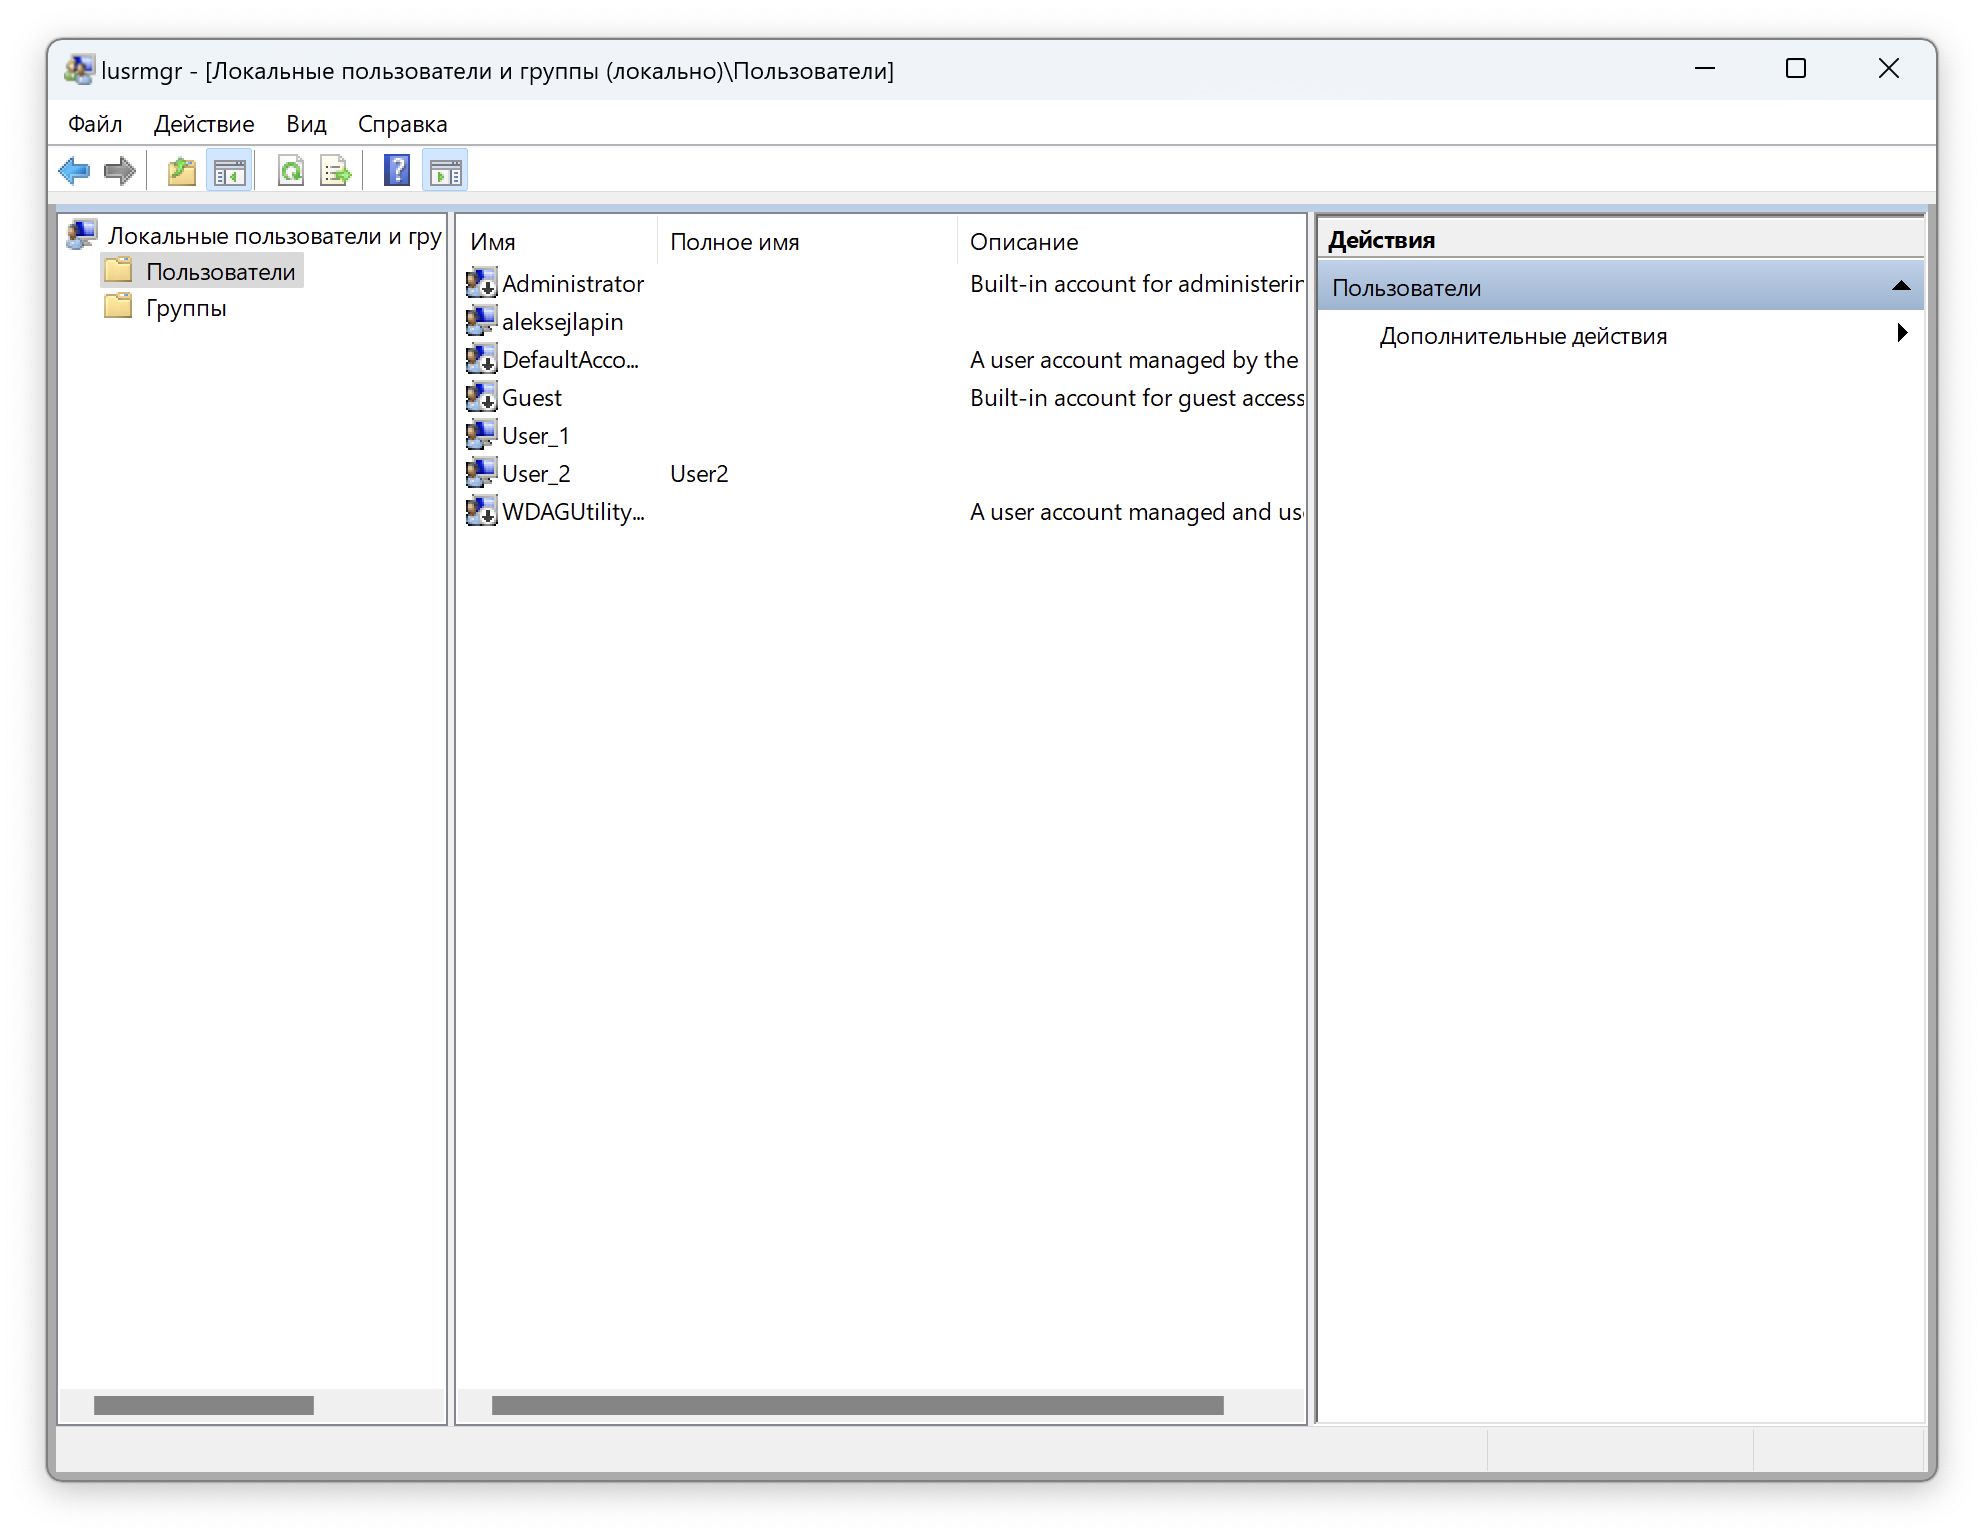 lusrmgr - [Локальные пользователи и группы (локально)\Пользователи]
Файл Действие Вид Справка
Локальные пользователи и гру
Пользователи
Группы
Имя Полное имя Описание
Administrator Built-in account for administerin
aleksejlapin
DefaultAcco... A user account managed by the
Guest Built-in account for guest access
User_1
User_2 User2
WDAGUtility... A user account managed and us
Действия
Пользователи
Дополнительные действия